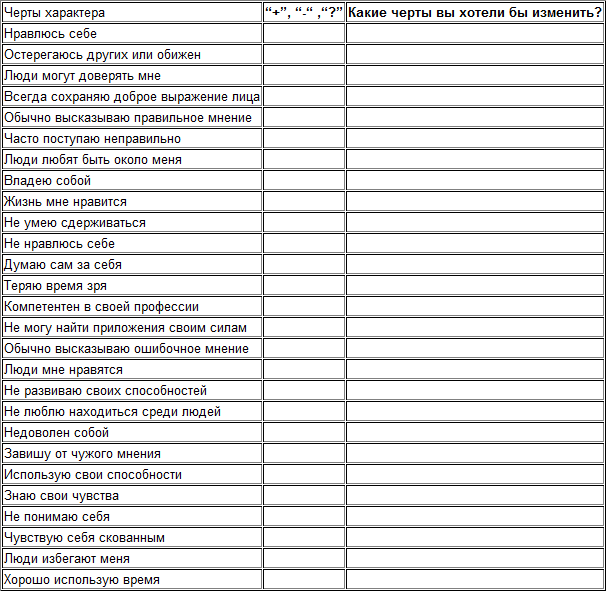 Черты характера “+”, “-“ ,“?” Какие черты вы хотели бы изменить?
Нравлюсь себе
Остерегаюсь других или обижен
Люди могут доверять мне
Всегда сохраняю доброе выражение лица
Обычно высказываю правильное мнение
Часто поступаю неправильно
Люди любят быть около меня
Владею собой
Жизнь мне нравится
Не умею сдерживаться
Не нравлюсь себе
Думаю сам за себя
Теряю время зря
Компетентен в своей профессии
Не могу найти приложения своим силам
Обычно высказываю ошибочное мнение
Люди мне нравятся
Не развиваю своих способностей
Не люблю находиться среди людей
Недоволен собой
Завишу от чужого мнения
Использую свои способности
Знаю свои чувства
Не понимаю себя
Чувствую себя скованным
Люди избегают меня
Хорошо использую время